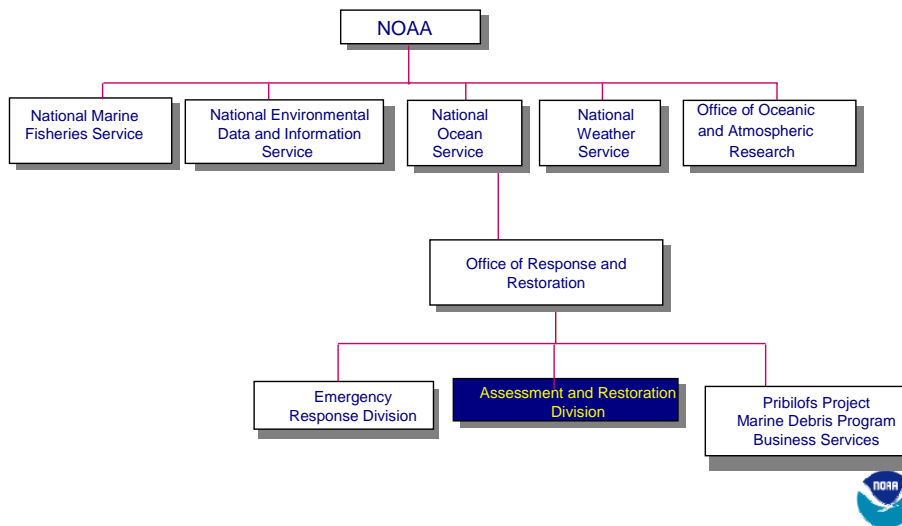 NOAA
National Marine
Fisheries Service
National Environmental
Data and Information
Service
National
Ocean
Service
National
Weather
Service
Office of Oceanic
and Atmospheric
Research
Office of Response and
Restoration
Emergency
Response Division
Assessment and Restoration
Division
Pribilofs Project
Marine Debris Program
Business Services
NOAA